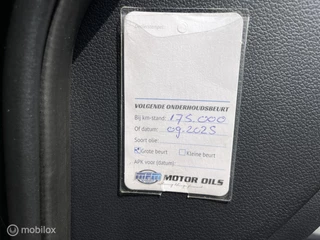 VOLGENDE ONDERHOUDSBEURT
Bij km-stand: 175.000
Of datum: 09.2025
Soort olie:
Grote beurt Kleine beurt
APK voor (datum):
MOTOR OILS
mobilox